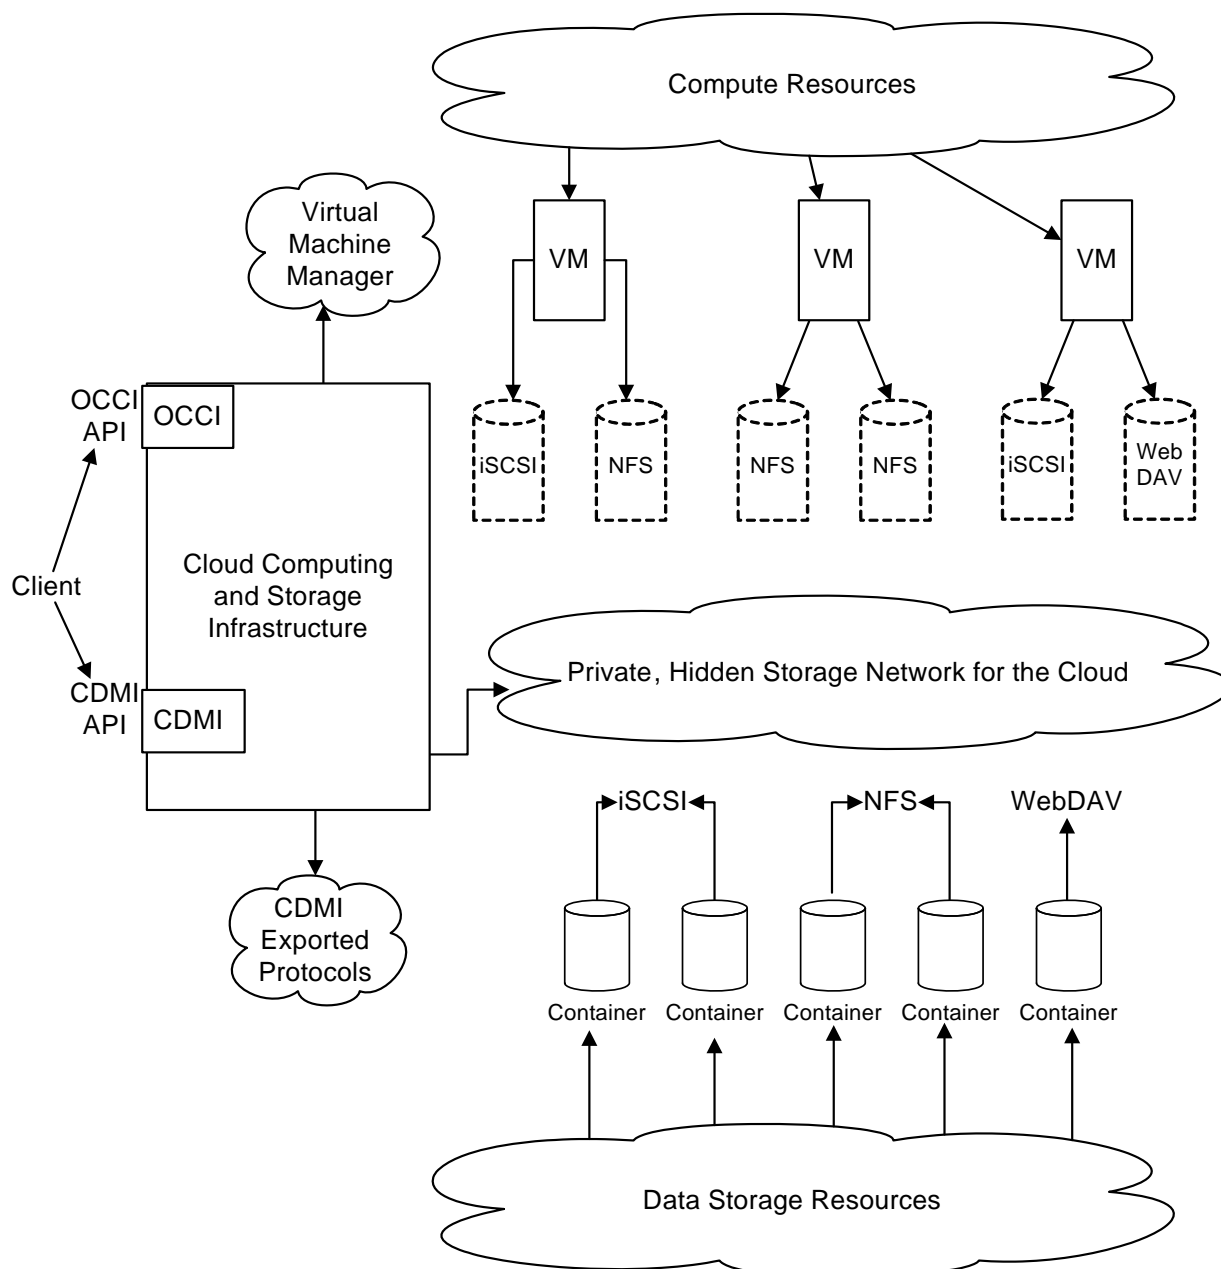 Compute Resources
Virtual
Machine
Manager
VM
VM
VM
OCCI
API
OCCI
iSCSI
NFS
NFS
NFS
iSCSI
Web
DAV
Client
Cloud Computing
and Storage
Infrastructure
Private, Hidden Storage Network for the Cloud
CDMI
API
CDMI
iSCSI
NFS
WebDAV
CDMI
Exported
Protocols
Container
Container
Container
Container
Container
Data Storage Resources